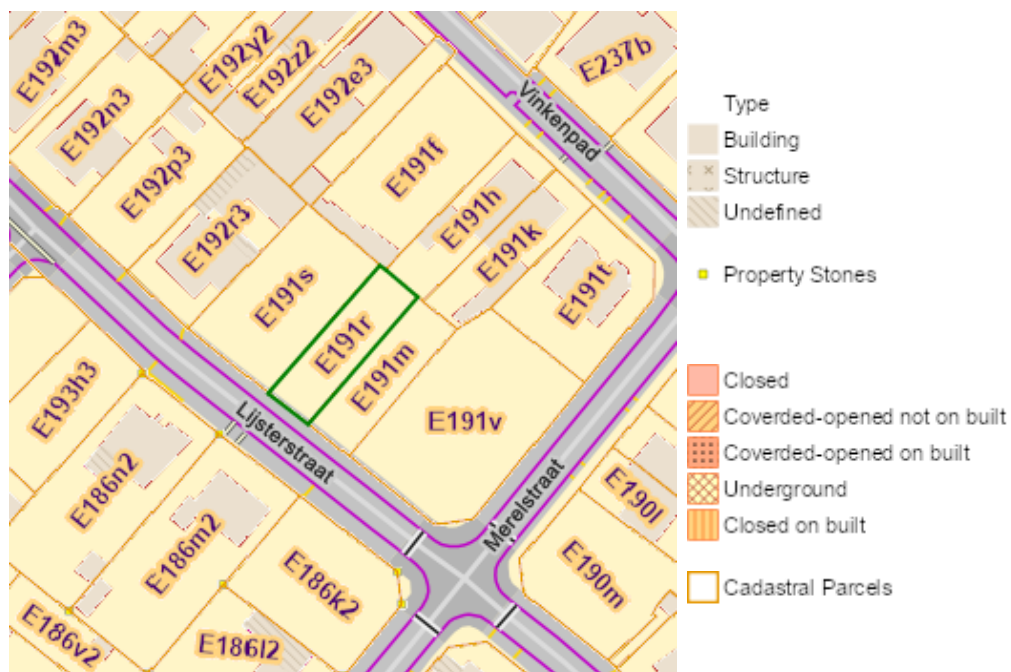 E192m3
E192y2
E192z2
E192e3
E237b
Vinkenpad
E192n3
E192p3
E191f
E192r3
E191h
E191k
E191s
E191t
E191r
E191m
E193h3
Lijsterstraat
E191v
E186n2
Merelstraat
E190l
E186m2
E186k2
E190m
E186v2
E186l2
Type
Building
Structure
Undefined
Property Stones
Closed
Coverded-opened not on built
Coverded-opened on built
Underground
Closed on built
Cadastral Parcels